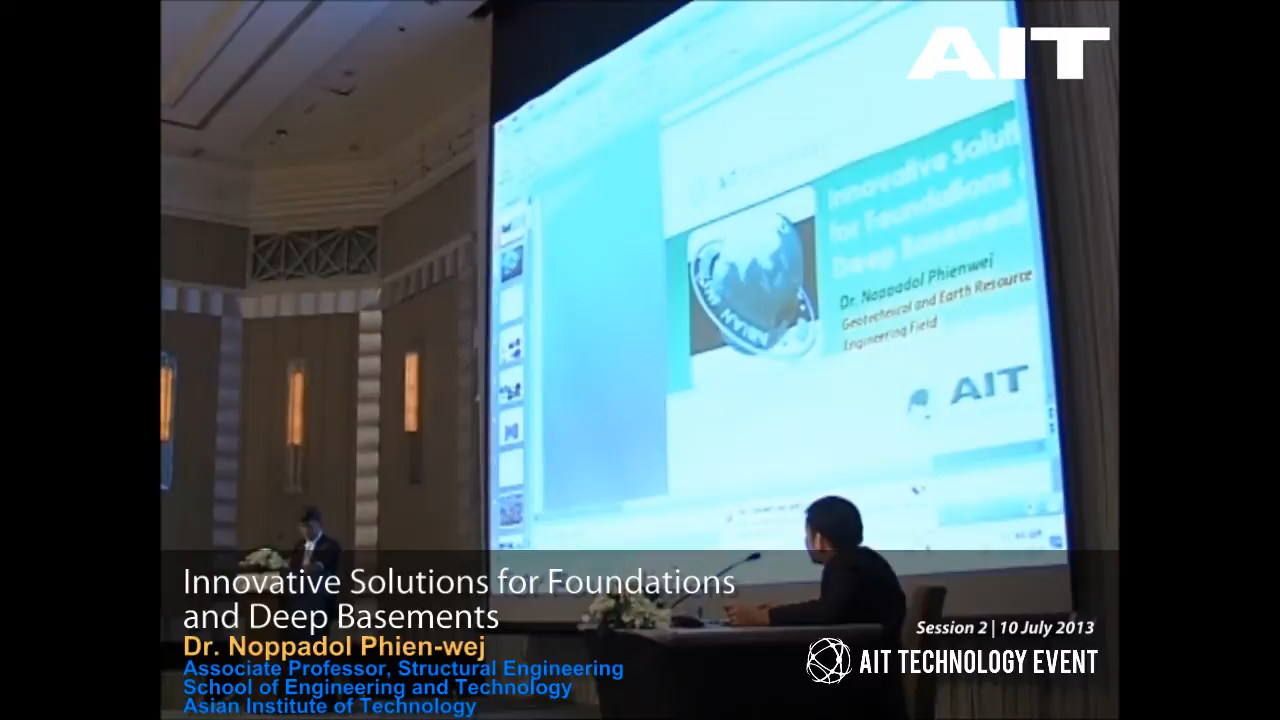 AIT
Innovative Solut
for Foundations
Deep Basement
Dr. Noppadol Phienwej
Geotechnical and Earth Resource
Engineering Field
AIT
Innovative Solutions for Foundations
and Deep Basements
Dr. Noppadol Phien-wej
Associate Professor, Structural Engineering
School of Engineering and Technology
Asian Institute of Technology
Session 2 | 10 July 2013
AIT TECHNOLOGY EVENT